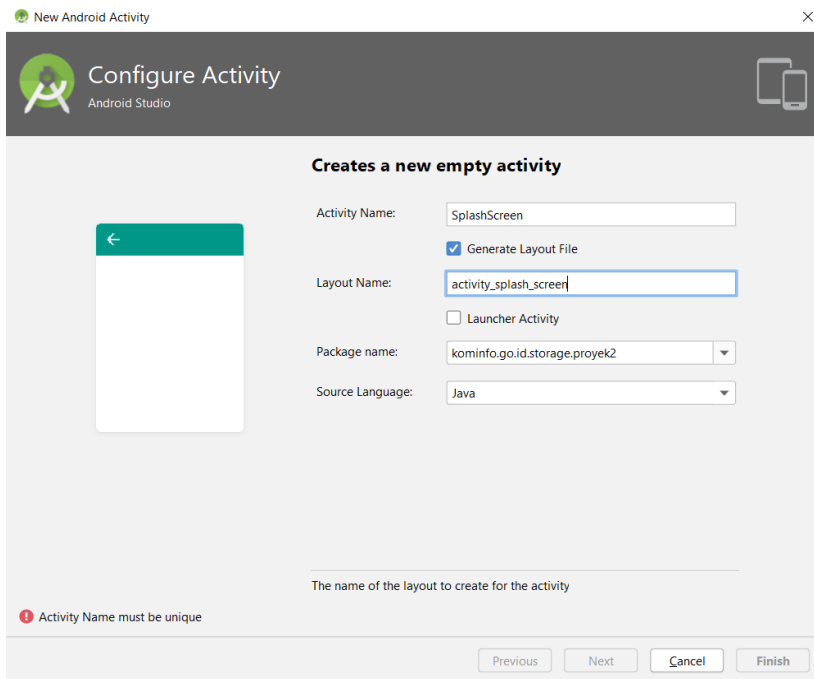 New Android Activity
Configure Activity
Android Studio
Creates a new empty activity
Activity Name: SplashScreen
Generate Layout File
Layout Name: activity_splash_screen
Launcher Activity
Package name: kominfo.go.id.storage.proyek2
Source Language: Java
The name of the layout to create for the activity
Activity Name must be unique
Previous Next Cancel Finish